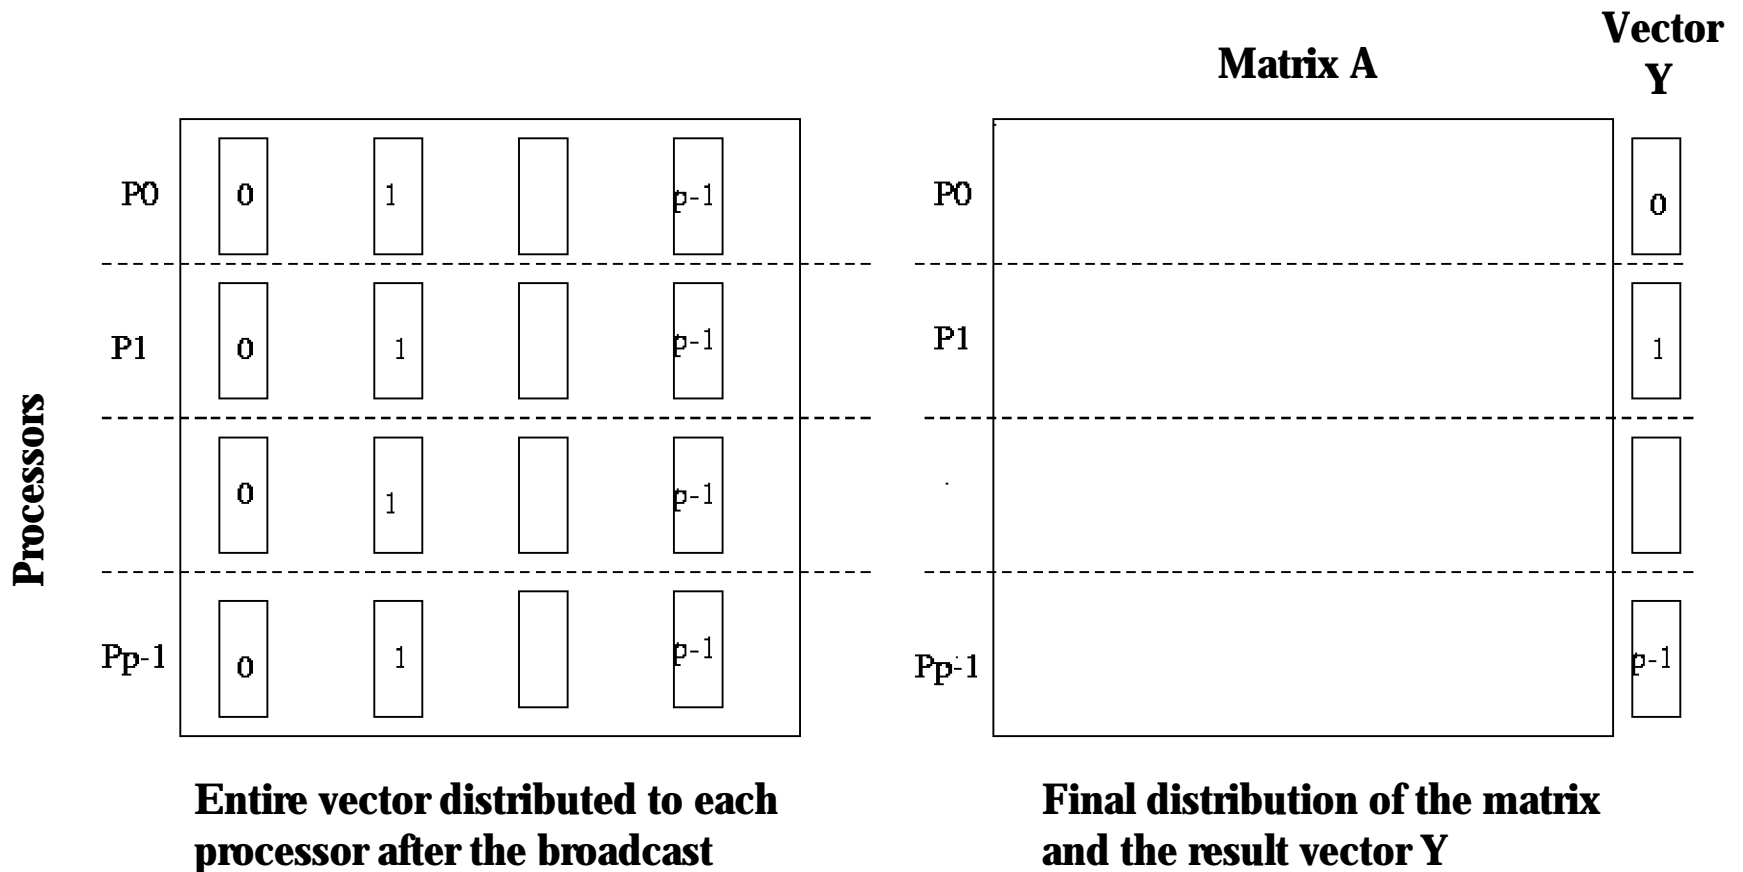 Vector
Y
Matrix A
Processors
P0
0
1
p-1
P1
0
1
p-1
0
1
p-1
Pp-1
0
1
p-1
P0
0
P1
1
Pp-1
p-1
Entire vector distributed to each
processor after the broadcast
Final distribution of the matrix
and the result vector Y